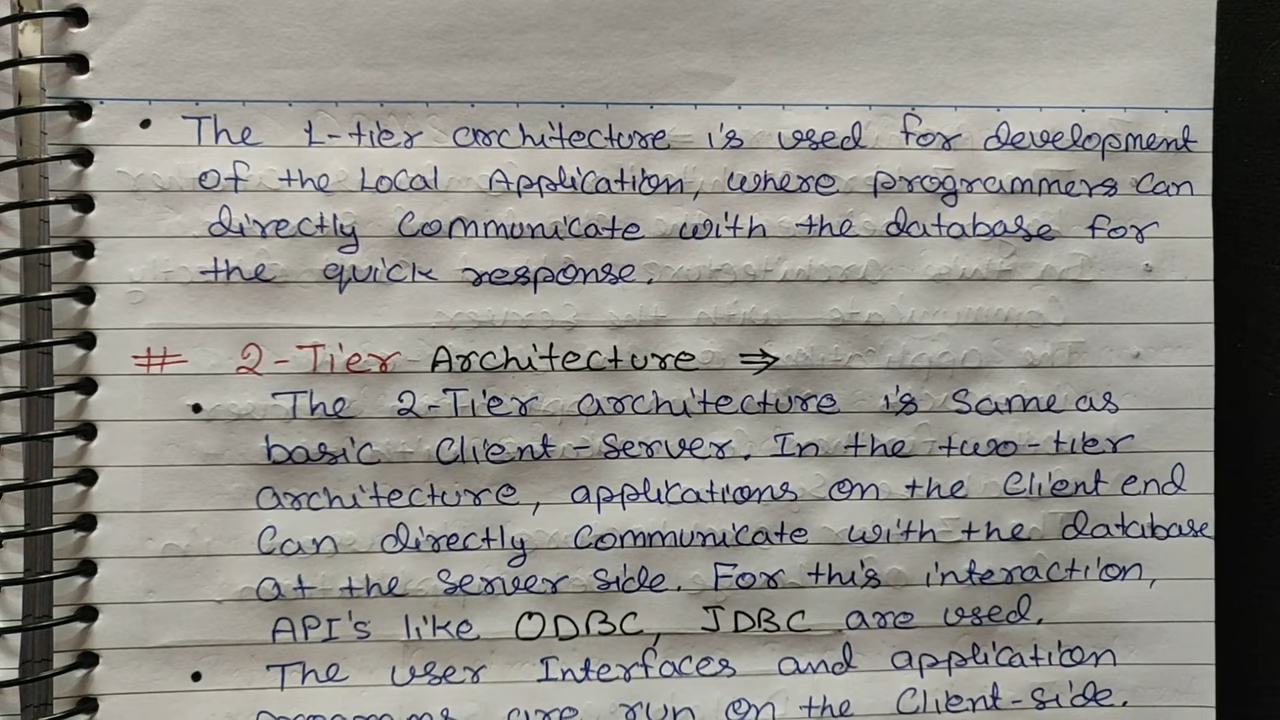 • The 1-tier architecture is used for development
of the Local Application, where programmers can
directly communicate with the database for
the quick response.
# 2-Tier Architecture ⇒
• The 2-Tier architecture is Same as
basic Client-Server. In the two-tier
architecture, applications on the Client end
Can directly Communicate with the database
at the server side. For this interaction,
API's like ODBC, JDBC are used.
• The user Interfaces and application
programs are run on the Client-side.